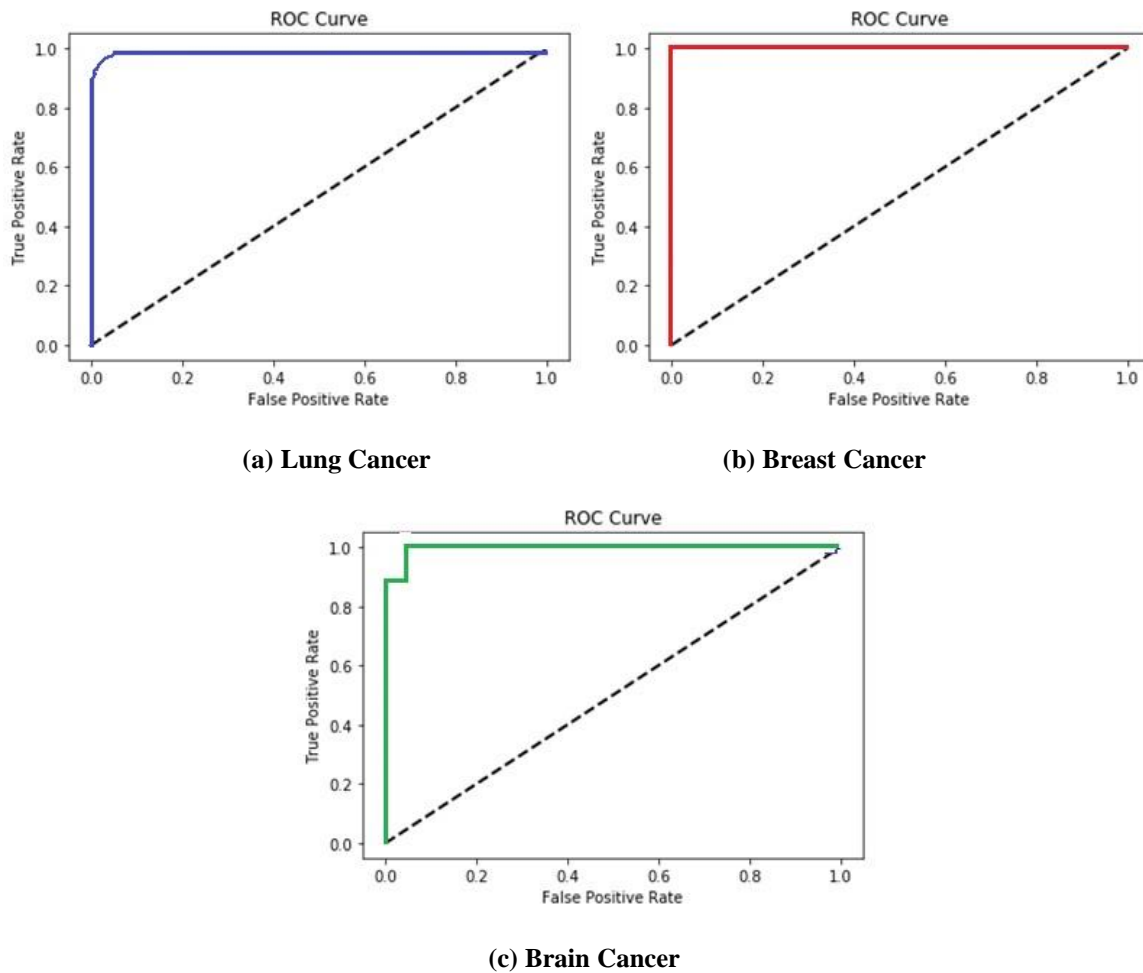 ROC Curve
True Positive Rate
1.0
0.8
0.6
0.4
0.2
0.0
0.0 0.2 0.4 0.6 0.8 1.0
False Positive Rate
(a) Lung Cancer
ROC Curve
True Positive Rate
1.0
0.8
0.6
0.4
0.2
0.0
0.0 0.2 0.4 0.6 0.8 1.0
False Positive Rate
(b) Breast Cancer
ROC Curve
True Positive Rate
1.0
0.8
0.6
0.4
0.2
0.0
0.0 0.2 0.4 0.6 0.8 1.0
False Positive Rate
(c) Brain Cancer